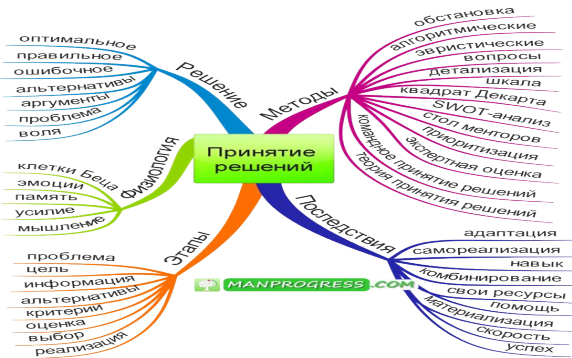 Принятие
решений
Решение
оптимальное
правильное
ошибочное
альтернативы
аргументы
проблема
воля
Физиология
клетки Беца
эмоции
память
усилие
мышление
Этапы
проблема
цель
информация
альтернативы
критерии
оценка
выбор
реализация
Методы
обстановка
алгоритмические
эвристические
вопросы
детализация
шкала
квадрат Декарта
SWOT-анализ
стол менторов
приоритизация
экспертная оценка
командное принятие решений
теория принятия решений
Последствия
адаптация
самореализация
навык
комбинирование
свои ресурсы
помощь
материализация
скорость
успех
MANPROGRESS.COM